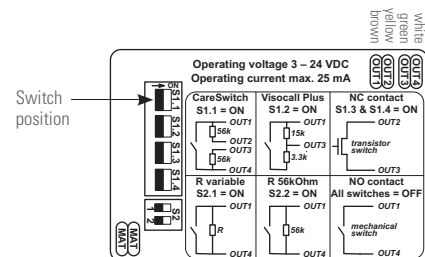 brown
yellow
green
white
OUT1
OUT2
OUT3
OUT4
Operating voltage 3 – 24 VDC
Operating current max. 25 mA
Switch
position
ON
S1.1
S1.2
S1.3
S1.4
1
2
S2
MAT
MAT
CareSwitch
S1.1 = ON
OUT1
56k
OUT2
OUT3
56k
OUT4
Visocall Plus
S1.2 = ON
OUT1
15k
OUT3
3.3k
OUT4
NC contact
S1.3 & S1.4 = ON
OUT2
transistor
switch
OUT3
R variable
S2.1 = ON
OUT1
R
OUT4
R 56kOhm
S2.2 = ON
OUT1
56k
OUT4
NO contact
All switches = OFF
OUT1
mechanical
switch
OUT4